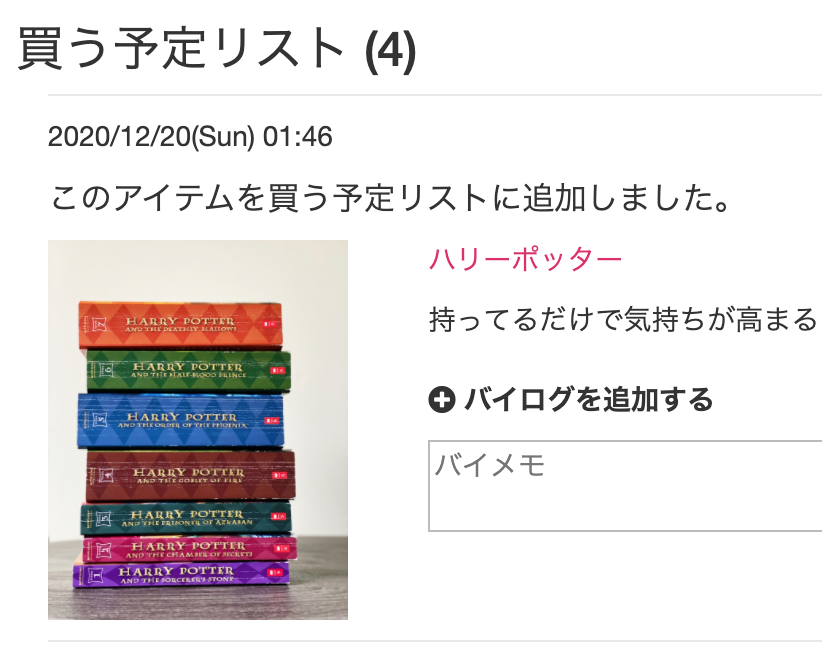 買う予定リスト (4)
2020/12/20(Sun) 01:46
このアイテムを買う予定リストに追加しました。
ハリーポッター
持ってるだけで気持ちが高まる
バイログを追加する
バイメモ
HARRY POTTER
AND THE DEATHLY HALLOWS
7
HARRY POTTER
AND THE HALF-BLOOD PRINCE
6
HARRY POTTER
AND THE ORDER OF THE PHOENIX
5
HARRY POTTER
AND THE GOBLET OF FIRE
4
HARRY POTTER
AND THE PRISONER OF AZKABAN
HARRY POTTER
AND THE CHAMBER OF SECRETS
HARRY POTTER
AND THE SORCERER'S STONE
1